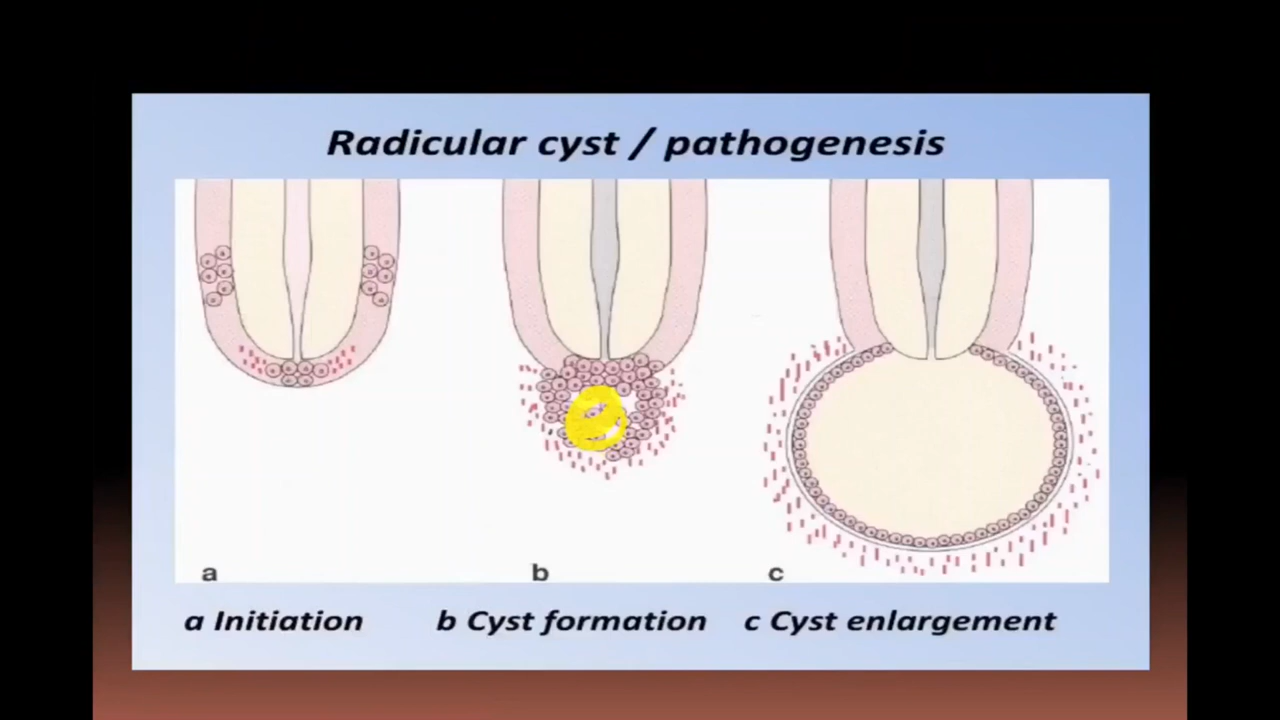 Radicular cyst / pathogenesis
a b c
a Initiation b Cyst formation c Cyst enlargement